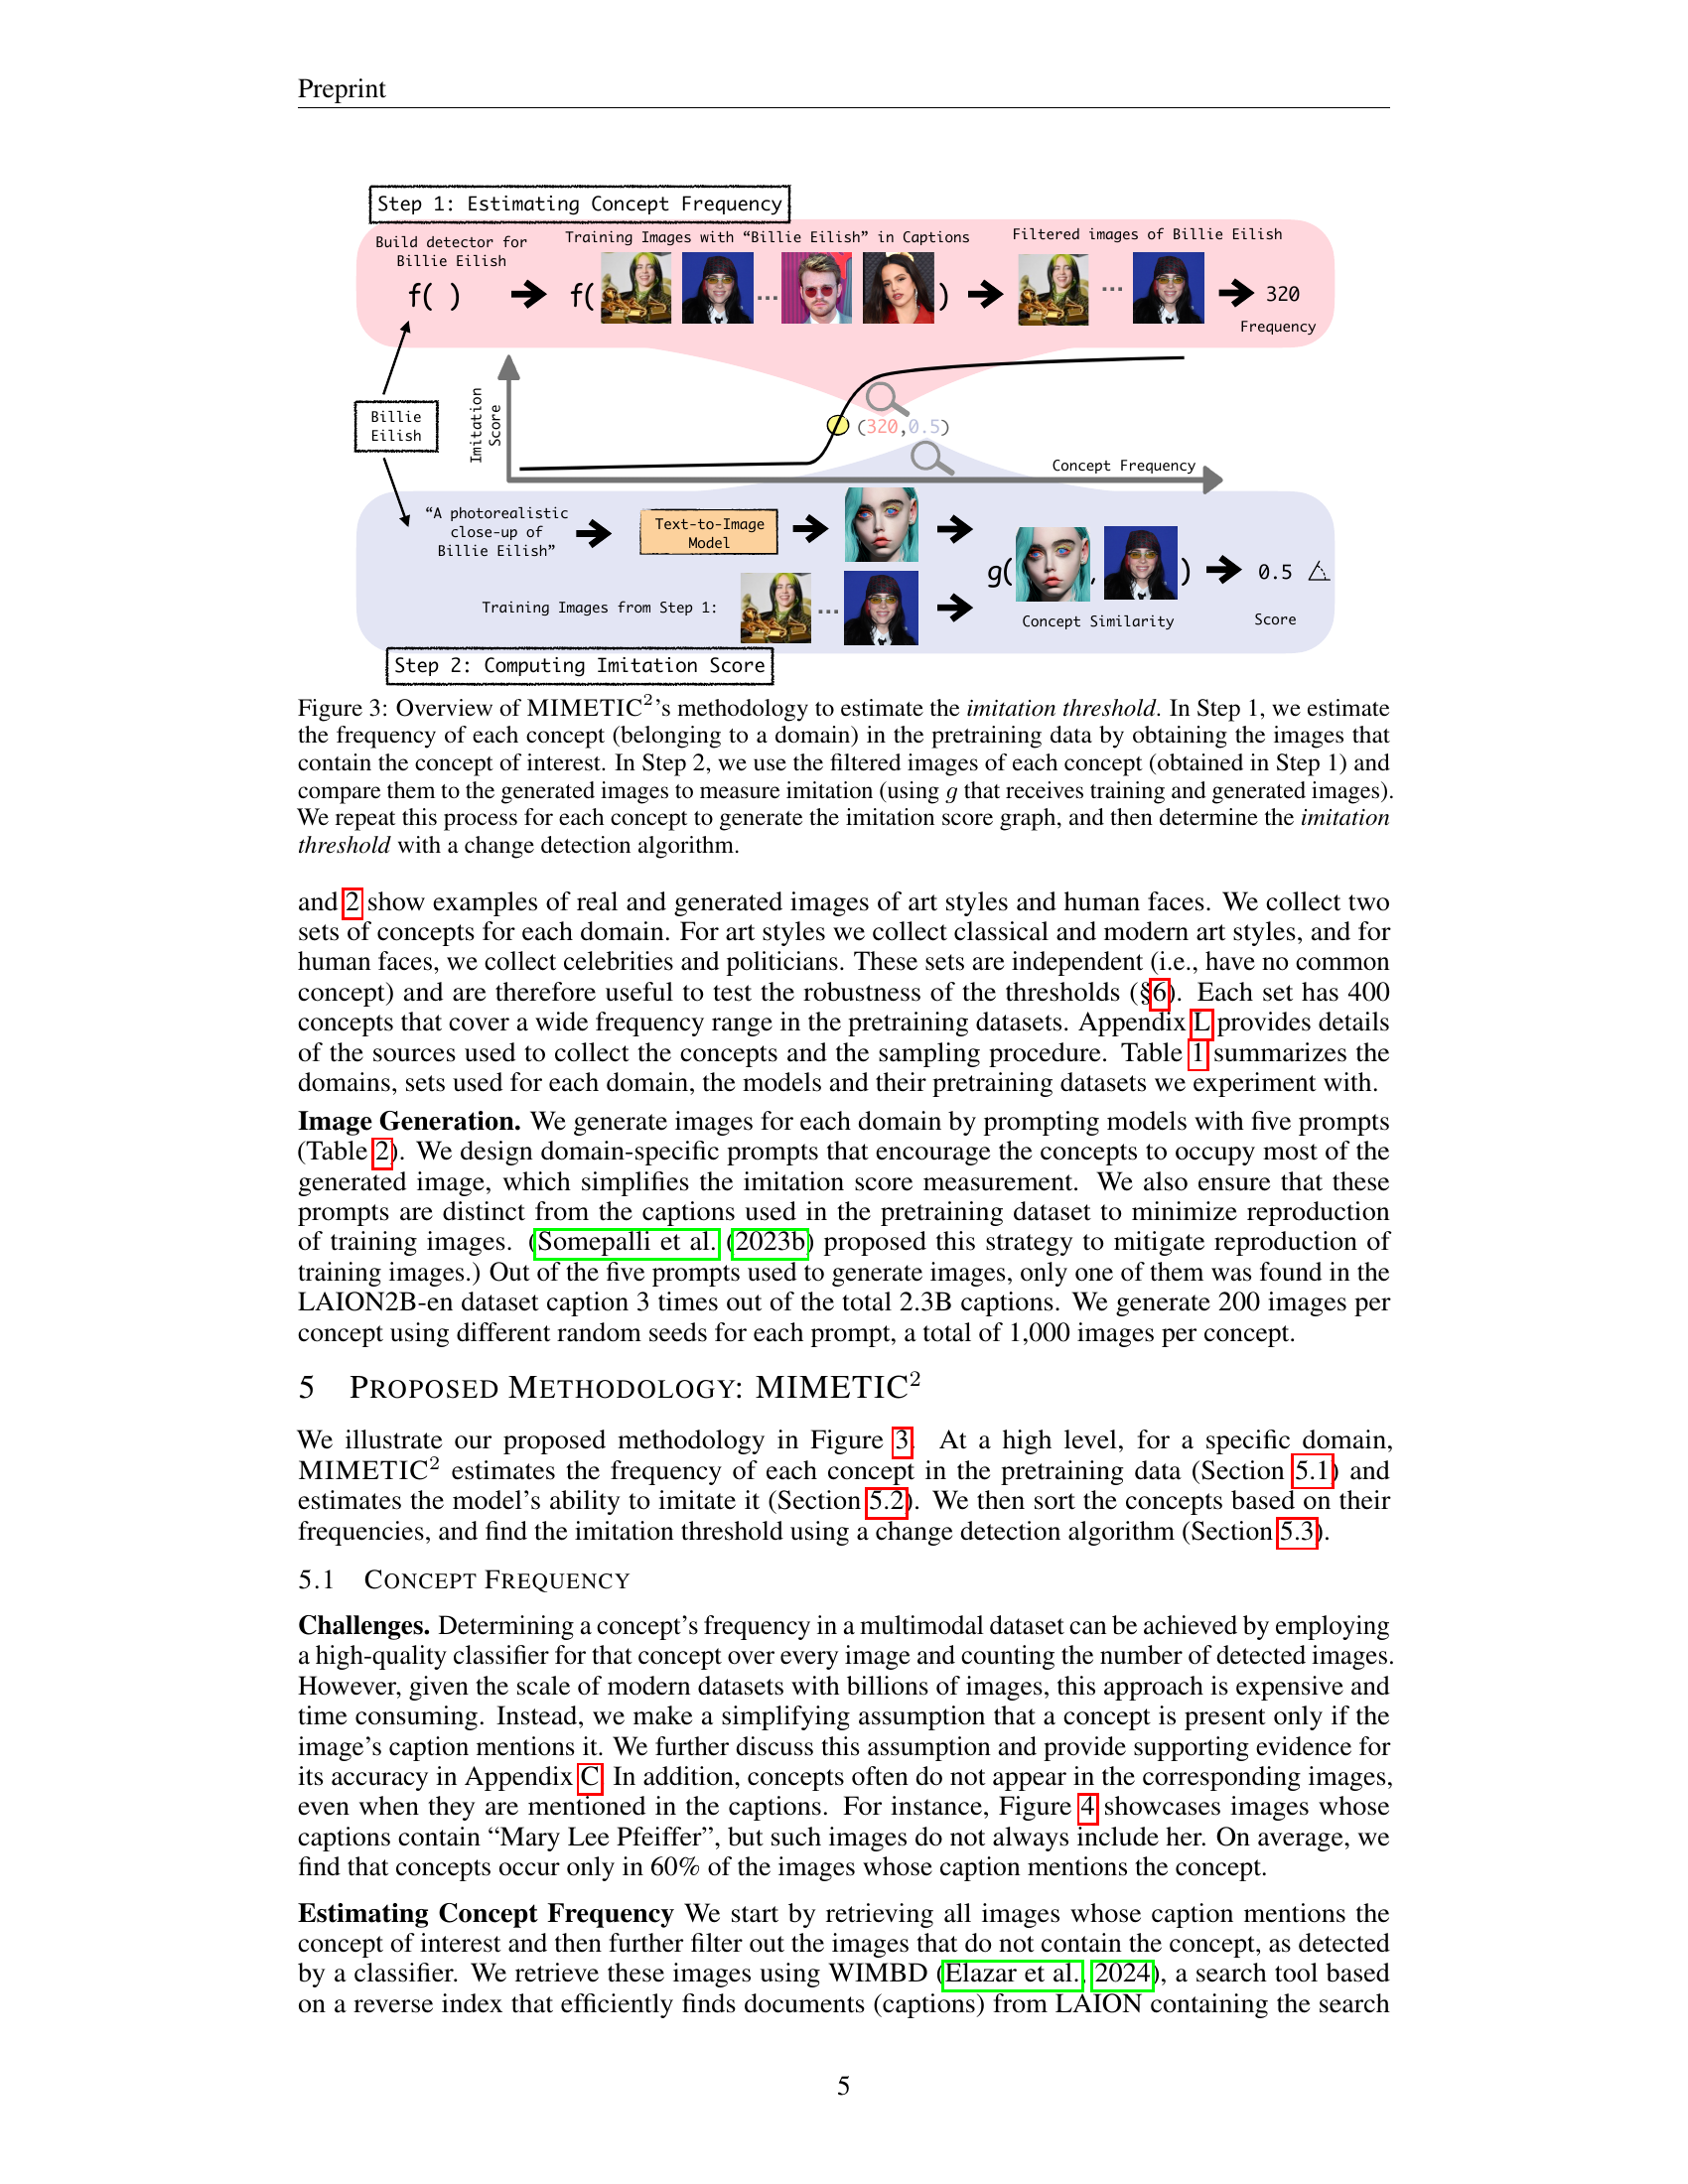 Preprint
Step 1: Estimating Concept Frequency
Build detector for
Billie Eilish
Training Images with “Billie Eilish” in Captions
Filtered images of Billie Eilish
f( )
f(
...
)
...
320
Frequency
Billie
Eilish
Imitation
Score
(320,0.5)
Concept Frequency
“A photorealistic
close-up of
Billie Eilish”
Text-to-Image
Model
g(
,
)
0.5
Training Images from Step 1:
...
Concept Similarity
Score
Step 2: Computing Imitation Score
Figure 3: Overview of MIMETIC²’s methodology to estimate the imitation threshold. In Step 1, we estimate
the frequency of each concept (belonging to a domain) in the pretraining data by obtaining the images that
contain the concept of interest. In Step 2, we use the filtered images of each concept (obtained in Step 1) and
compare them to the generated images to measure imitation (using g that receives training and generated images).
We repeat this process for each concept to generate the imitation score graph, and then determine the imitation
threshold with a change detection algorithm.
and 2 show examples of real and generated images of art styles and human faces. We collect two
sets of concepts for each domain. For art styles we collect classical and modern art styles, and for
human faces, we collect celebrities and politicians. These sets are independent (i.e., have no common
concept) and are therefore useful to test the robustness of the thresholds (§6). Each set has 400
concepts that cover a wide frequency range in the pretraining datasets. Appendix L provides details
of the sources used to collect the concepts and the sampling procedure. Table 1 summarizes the
domains, sets used for each domain, the models and their pretraining datasets we experiment with.
Image Generation. We generate images for each domain by prompting models with five prompts
(Table 2). We design domain-specific prompts that encourage the concepts to occupy most of the
generated image, which simplifies the imitation score measurement. We also ensure that these
prompts are distinct from the captions used in the pretraining dataset to minimize reproduction
of training images. (Somepalli et al. (2023b) proposed this strategy to mitigate reproduction of
training images.) Out of the five prompts used to generate images, only one of them was found in the
LAION2B-en dataset caption 3 times out of the total 2.3B captions. We generate 200 images per
concept using different random seeds for each prompt, a total of 1,000 images per concept.
5 PROPOSED METHODOLOGY: MIMETIC²
We illustrate our proposed methodology in Figure 3. At a high level, for a specific domain,
MIMETIC² estimates the frequency of each concept in the pretraining data (Section 5.1) and
estimates the model’s ability to imitate it (Section 5.2). We then sort the concepts based on their
frequencies, and find the imitation threshold using a change detection algorithm (Section 5.3).
5.1 CONCEPT FREQUENCY
Challenges. Determining a concept’s frequency in a multimodal dataset can be achieved by employing
a high-quality classifier for that concept over every image and counting the number of detected images.
However, given the scale of modern datasets with billions of images, this approach is expensive and
time consuming. Instead, we make a simplifying assumption that a concept is present only if the
image’s caption mentions it. We further discuss this assumption and provide supporting evidence for
its accuracy in Appendix C. In addition, concepts often do not appear in the corresponding images,
even when they are mentioned in the captions. For instance, Figure 4 showcases images whose
captions contain “Mary Lee Pfeiffer”, but such images do not always include her. On average, we
find that concepts occur only in 60% of the images whose caption mentions the concept.
Estimating Concept Frequency We start by retrieving all images whose caption mentions the
concept of interest and then further filter out the images that do not contain the concept, as detected
by a classifier. We retrieve these images using WIMBD (Elazar et al., 2024), a search tool based
on a reverse index that efficiently finds documents (captions) from LAION containing the search
5